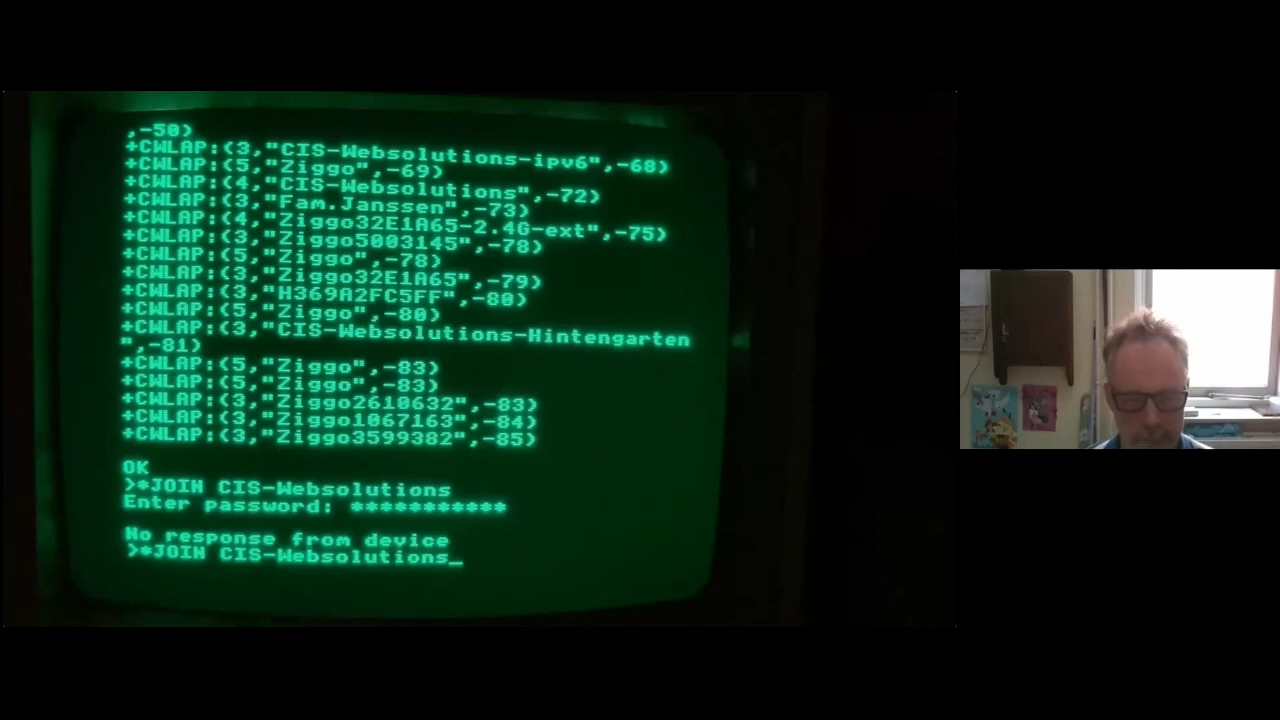 ,-50)
+CWLAP:(3,"CIS-Websolutions-ipv6",-68)
+CWLAP:(5,"Ziggo",-69)
+CWLAP:(4,"CIS-Websolutions",-72)
+CWLAP:(3,"Fam.Janssen",-73)
+CWLAP:(4,"Ziggo32E1A65-2.4G-ext",-75)
+CWLAP:(3,"Ziggo5003145",-78)
+CWLAP:(5,"Ziggo",-78)
+CWLAP:(3,"Ziggo32E1A65",-79)
+CWLAP:(3,"H369A2FC5FF",-80)
+CWLAP:(5,"Ziggo",-80)
+CWLAP:(3,"CIS-Websolutions-Hintengarten
",-81)
+CWLAP:(5,"Ziggo",-83)
+CWLAP:(5,"Ziggo",-83)
+CWLAP:(3,"Ziggo2610632",-83)
+CWLAP:(3,"Ziggo1067163",-84)
+CWLAP:(3,"Ziggo3599382",-85)
OK
>*JOIN CIS-Websolutions
Enter password: ***********
No response from device
>*JOIN CIS-Websolutions_